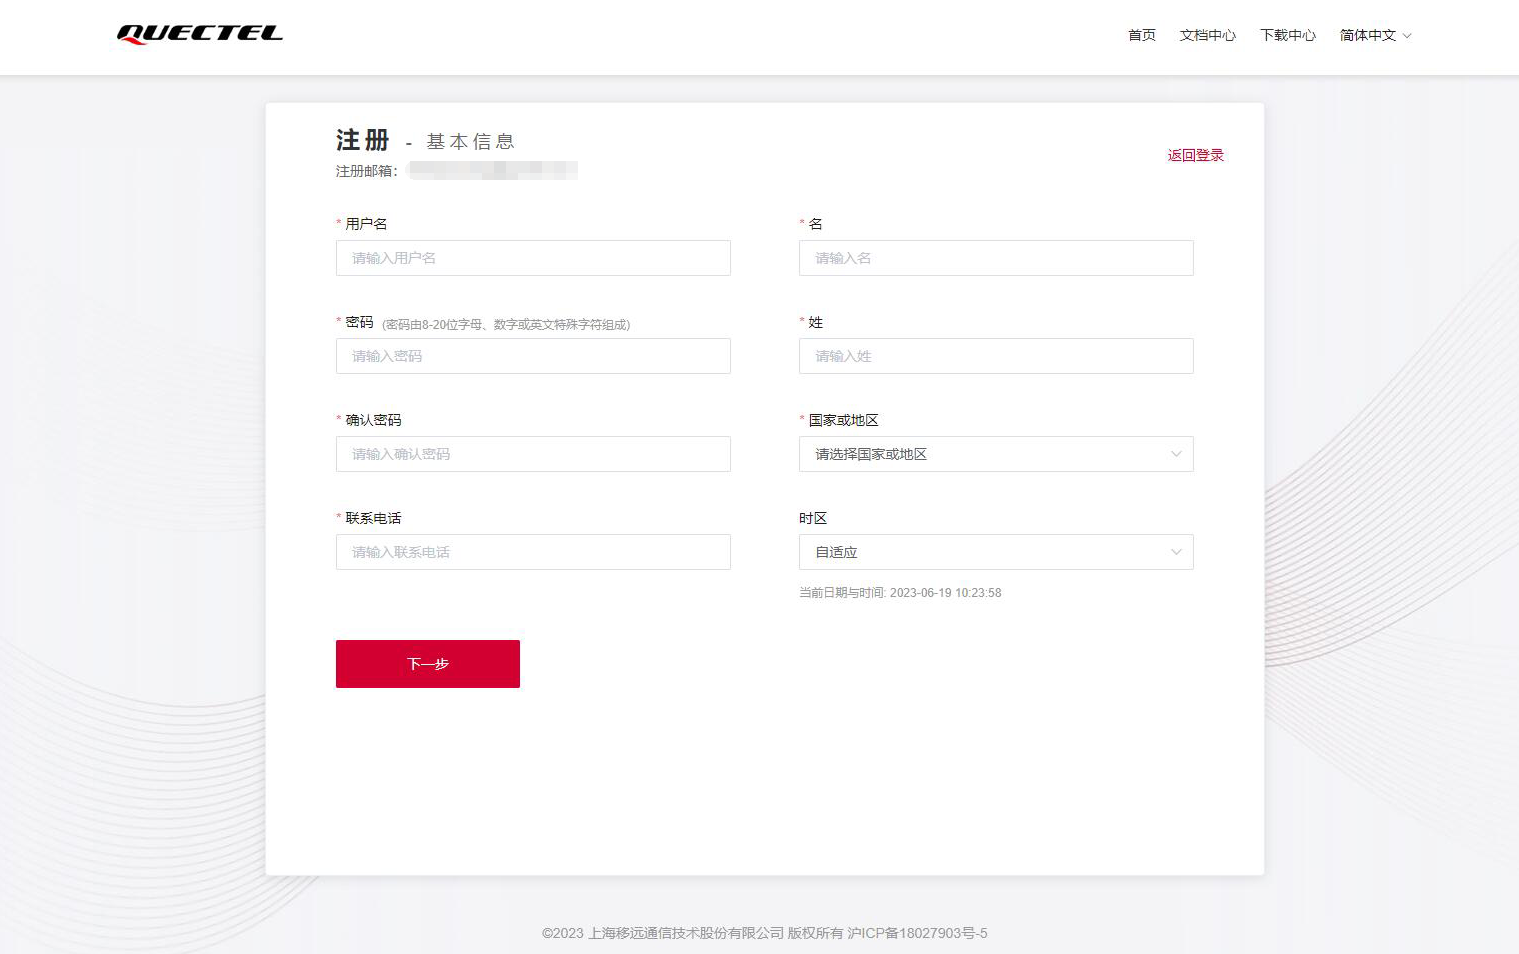 QUECTEL
首页 文档中心 下载中心 简体中文
注册 - 基本信息
返回登录
注册邮箱：
* 用户名
请输入用户名
* 名
请输入名
* 密码 (密码由8-20位字母、数字或英文特殊字符组成)
请输入密码
* 姓
请输入姓
* 确认密码
请输入确认密码
* 国家或地区
请选择国家或地区
* 联系电话
请输入联系电话
时区
自适应
当前日期与时间: 2023-06-19 10:23:58
下一步
©2023 上海移远通信技术股份有限公司 版权所有 沪ICP备18027903号-5